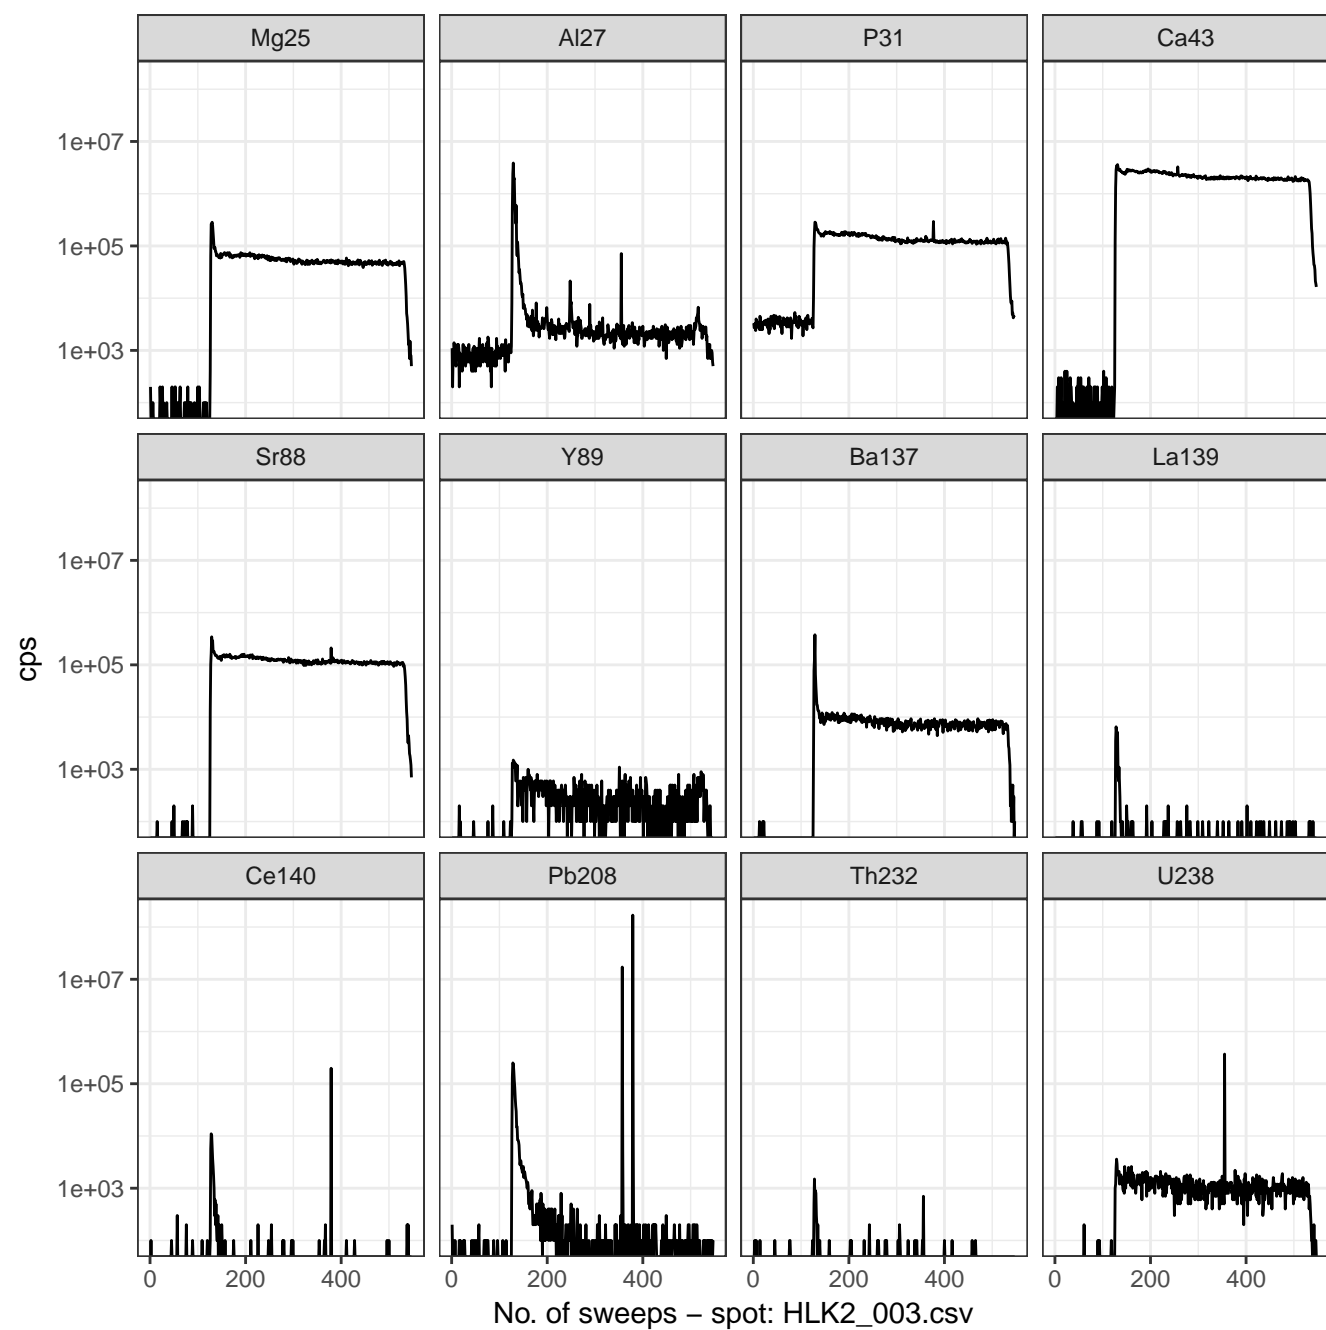 Mg25 Al27 P31 Ca43
1e+07
1e+05
1e+03
Sr88 Y89 Ba137 La139
1e+07
1e+05
1e+03
cps
Ce140 Pb208 Th232 U238
1e+07
1e+05
1e+03
0 200 400 0 200 400 0 200 400 0 200 400
No. of sweeps − spot: HLK2_003.csv